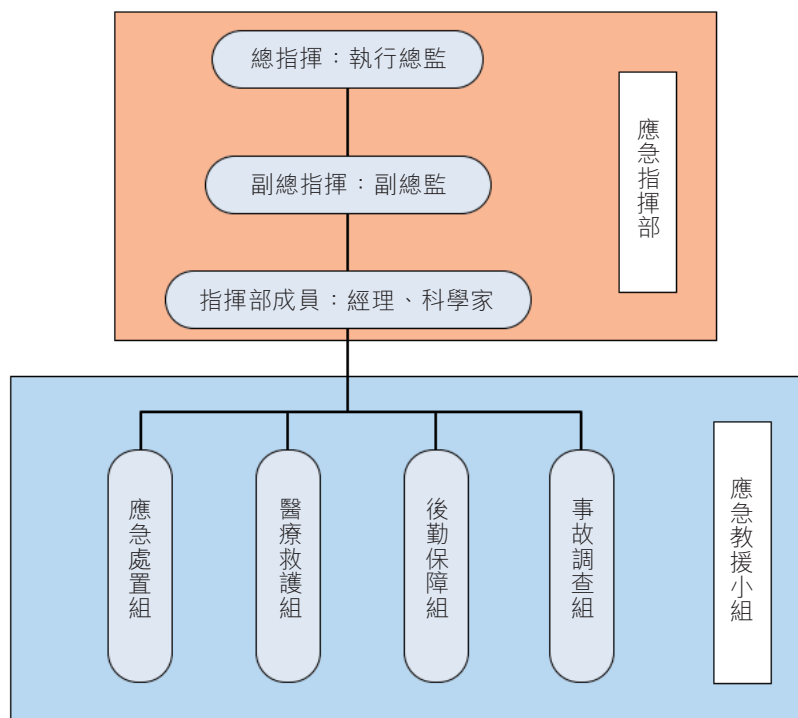 總指揮：執行總監
副總指揮：副總監
指揮部成員：經理、科學家
應急指揮部
應急處置組
醫療救護組
後勤保障組
事故調查組
應急教援小組